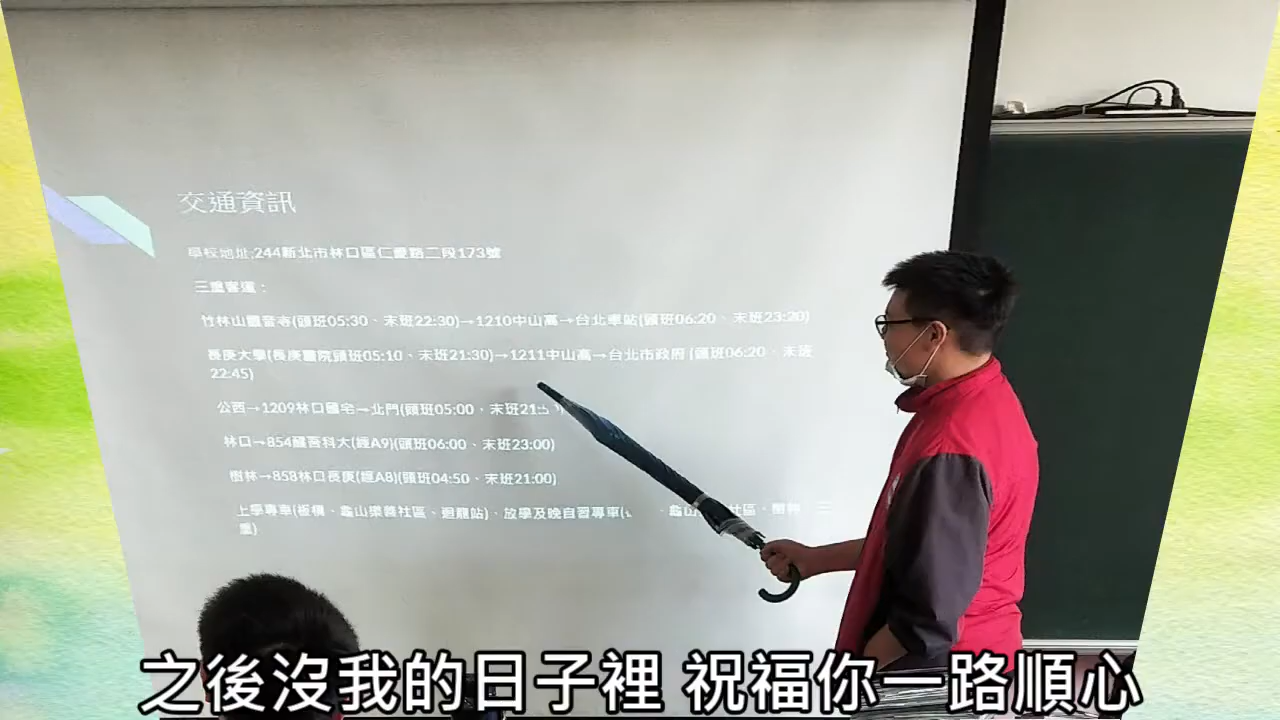 交通資訊
學校地址:244新北市林口區仁愛路二段173號
三重客運：
竹林山觀音寺(頭班05:30、末班22:30)→1210中山高→台北車站(頭班06:20、末班23:20)
長庚大學(長庚醫院頭班05:10、末班21:30)→1211中山高→台北市政府(頭班06:20、末班
22:45)
公西→1209林口國宅→北門(頭班05:00、末班21:
林口→854醒吾科大(經A9)(頭班06:00、末班23:00)
樹林→858林口長庚(經A8)(頭班04:50、末班21:00)
上學專車(板橋、龜山樂善社區、迴龍站)、放學及晚自習專車( 、龜山 社區、 三
重)
之後沒我的日子裡 祝福你一路順心